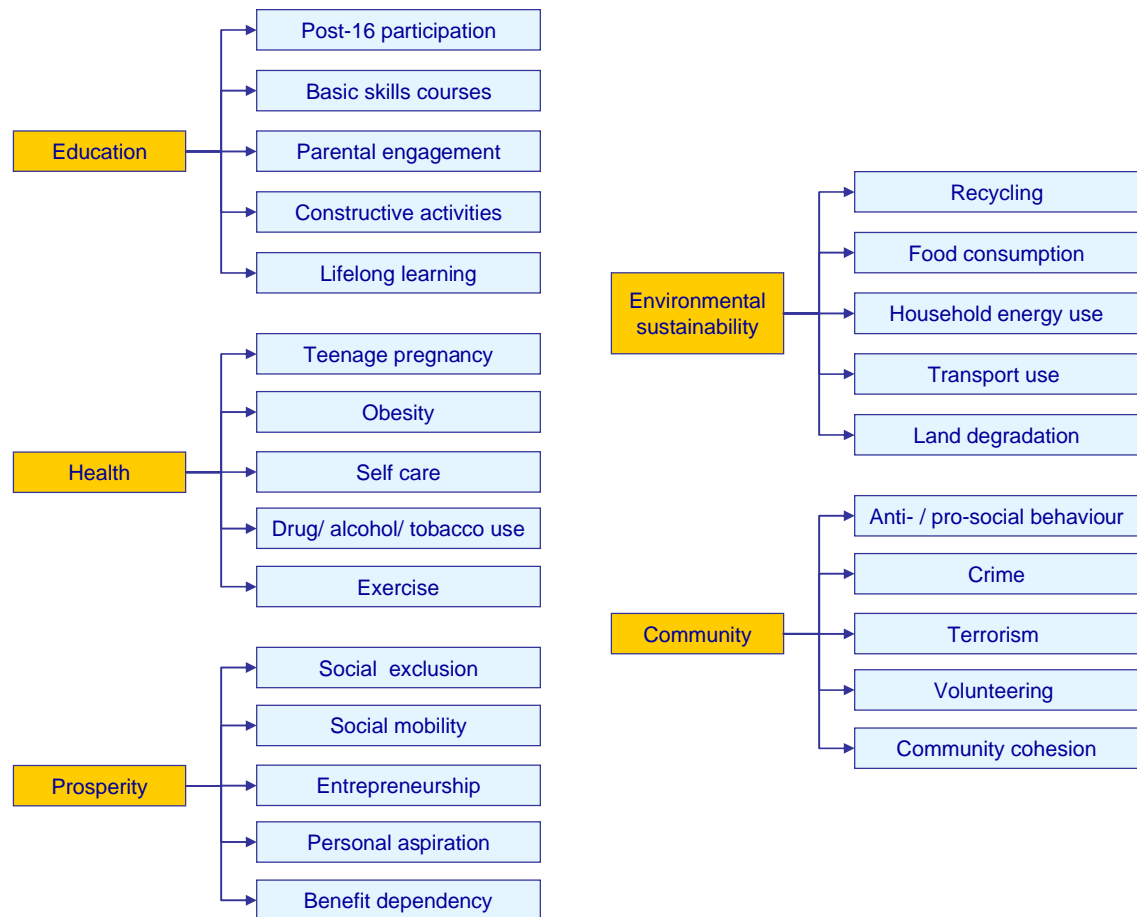 Education
Post-16 participation
Basic skills courses
Parental engagement
Constructive activities
Lifelong learning
Health
Teenage pregnancy
Obesity
Self care
Drug/ alcohol/ tobacco use
Exercise
Prosperity
Social  exclusion
Social mobility
Entrepreneurship
Personal aspiration
Benefit dependency
Environmental
sustainability
Recycling
Food consumption
Household energy use
Transport use
Land degradation
Community
Anti- / pro-social behaviour
Crime
Terrorism
Volunteering
Community cohesion